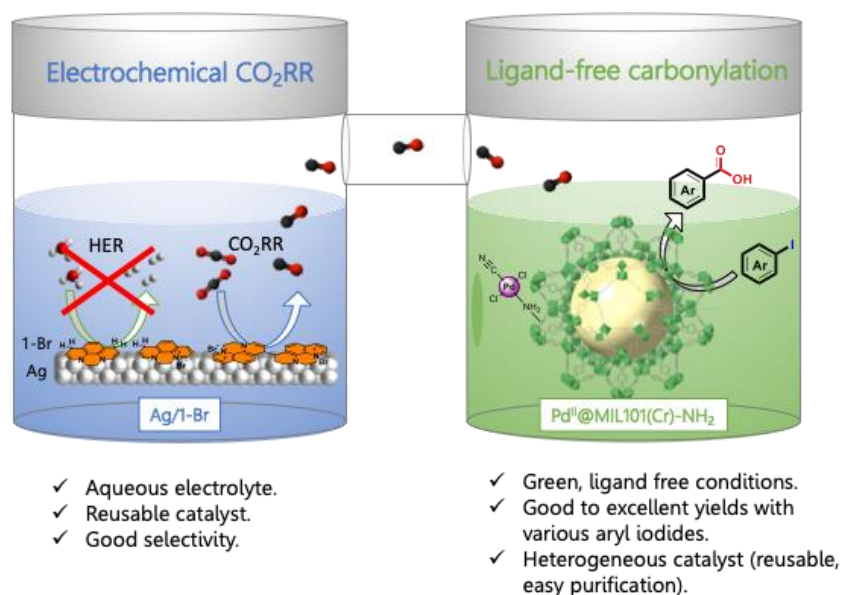 Electrochemical CO₂RR
Ligand-free carbonylation
HER
CO₂RR
1-Br
Ag
H
H
H
H
H
Br
Br
Ag/1-Br
O
OH
Ar
I
Ar
N
C
Cl
Pd
Cl
NH₂
Pdᴵᴵ@MIL101(Cr)-NH₂
✓ Aqueous electrolyte.
✓ Reusable catalyst.
✓ Good selectivity.
✓ Green, ligand free conditions.
✓ Good to excellent yields with
various aryl iodides.
✓ Heterogeneous catalyst (reusable,
easy purification).